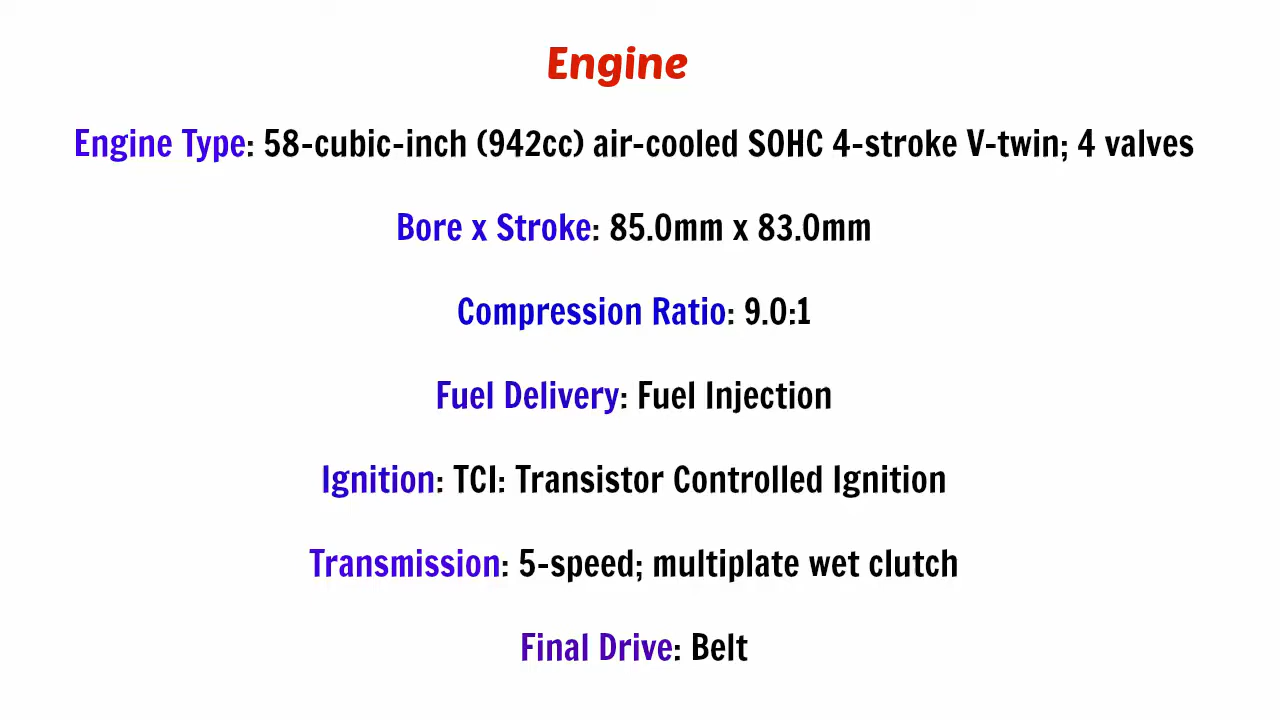 Engine
Engine Type: 58-cubic-inch (942cc) air-cooled SOHC 4-stroke V-twin; 4 valves
Bore x Stroke: 85.0mm x 83.0mm
Compression Ratio: 9.0:1
Fuel Delivery: Fuel Injection
Ignition: TCI: Transistor Controlled Ignition
Transmission: 5-speed; multiplate wet clutch
Final Drive: Belt